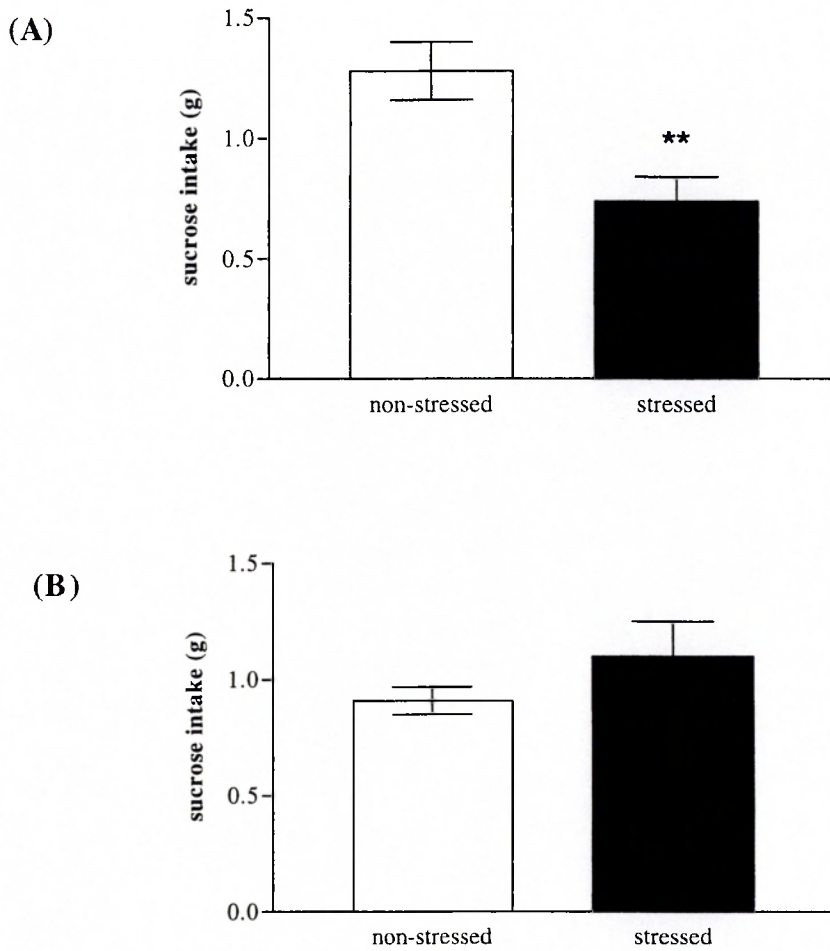 (A)
sucrose intake (g)
1.5
1.0
0.5
0.0
**
non-stressed stressed
(B)
sucrose intake (g)
1.5
1.0
0.5
0.0
non-stressed stressed